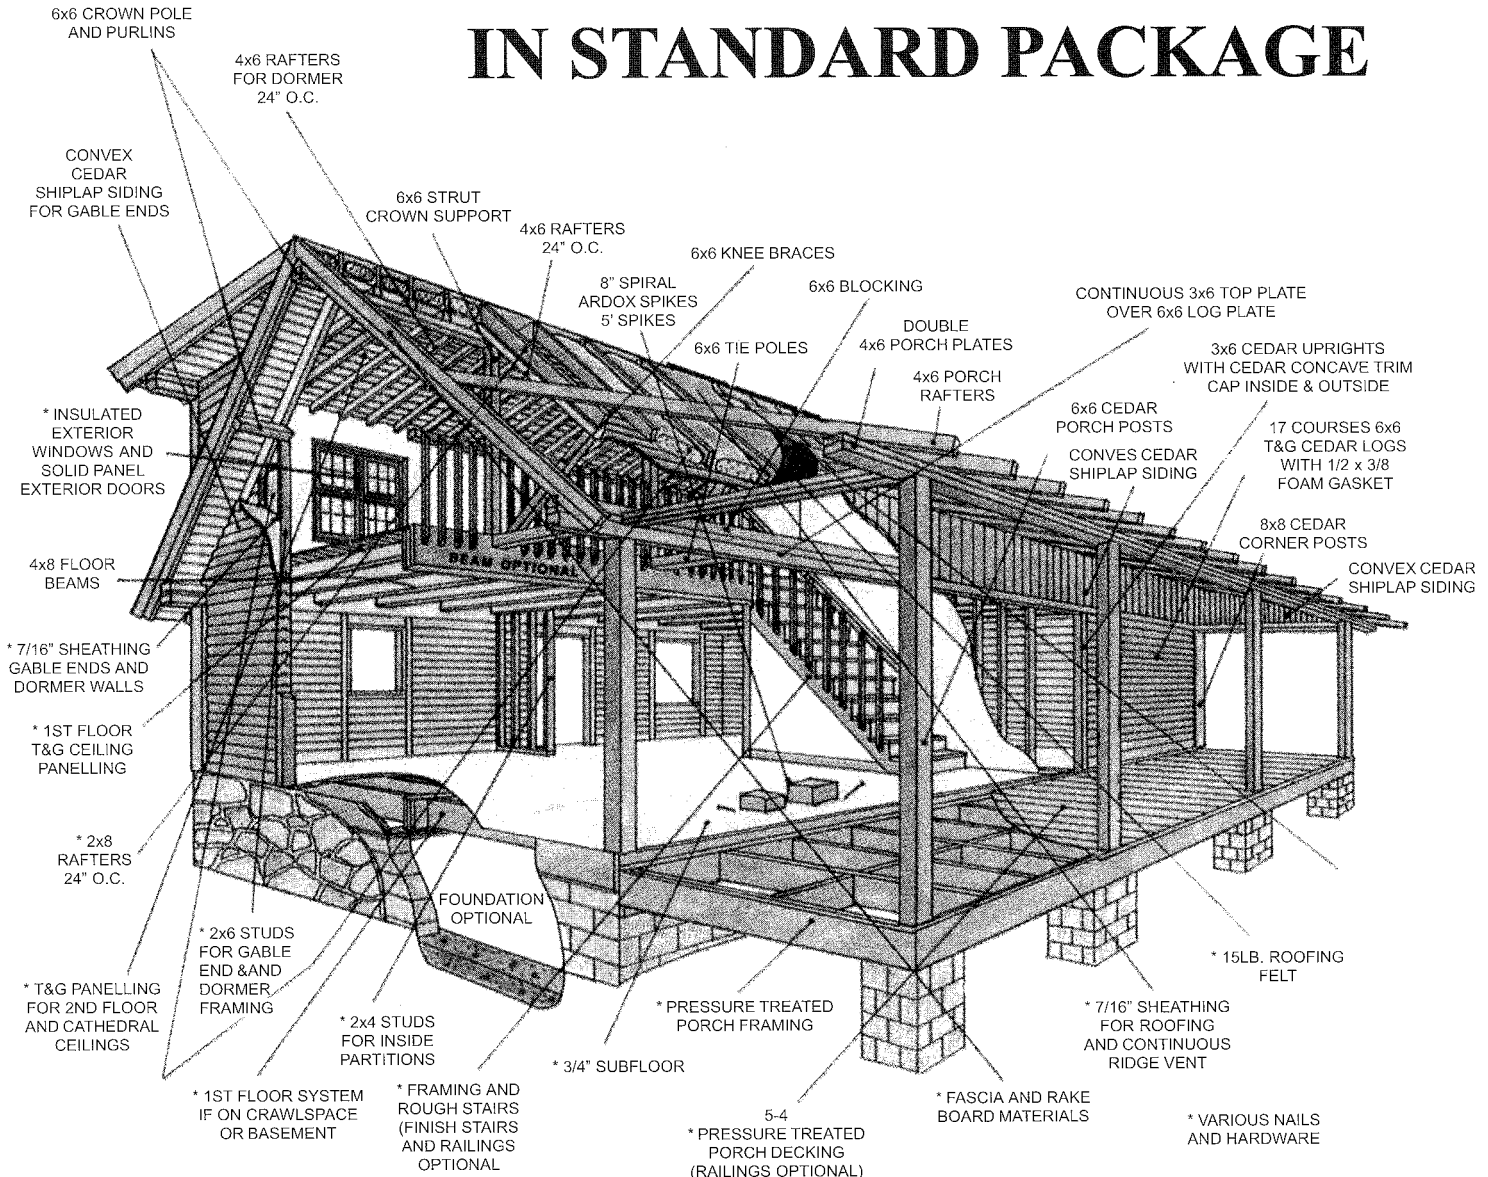 IN STANDARD PACKAGE
6x6 CROWN POLE
AND PURLINS
4x6 RAFTERS
FOR DORMER
24" O.C.
CONVEX
CEDAR
SHIPLAP SIDING
FOR GABLE ENDS
6x6 STRUT
CROWN SUPPORT
4x6 RAFTERS
24" O.C.
6x6 KNEE BRACES
8" SPIRAL
ARDOX SPIKES
5' SPIKES
6x6 BLOCKING
6x6 TIE POLES
DOUBLE
4x6 PORCH PLATES
4x6 PORCH
RAFTERS
CONTINUOUS 3x6 TOP PLATE
OVER 6x6 LOG PLATE
3x6 CEDAR UPRIGHTS
WITH CEDAR CONCAVE TRIM
CAP INSIDE & OUTSIDE
6x6 CEDAR
PORCH POSTS
CONVES CEDAR
SHIPLAP SIDING
17 COURSES 6x6
T&G CEDAR LOGS
WITH 1/2 x 3/8
FOAM GASKET
8x8 CEDAR
CORNER POSTS
CONVEX CEDAR
SHIPLAP SIDING
* INSULATED
EXTERIOR
WINDOWS AND
SOLID PANEL
EXTERIOR DOORS
4x8 FLOOR
BEAMS
BEAM OPTIONAL
* 7/16" SHEATHING
GABLE ENDS AND
DORMER WALLS
* 1ST FLOOR
T&G CEILING
PANELLING
* 2x8
RAFTERS
24" O.C.
* T&G PANELLING
FOR 2ND FLOOR
AND CATHEDRAL
CEILINGS
* 2x6 STUDS
FOR GABLE
END &AND
DORMER
FRAMING
FOUNDATION
OPTIONAL
* 2x4 STUDS
FOR INSIDE
PARTITIONS
* 1ST FLOOR SYSTEM
IF ON CRAWLSPACE
OR BASEMENT
* FRAMING AND
ROUGH STAIRS
(FINISH STAIRS
AND RAILINGS
OPTIONAL
* 3/4" SUBFLOOR
* PRESSURE TREATED
PORCH FRAMING
5-4
* PRESSURE TREATED
PORCH DECKING
(RAILINGS OPTIONAL)
* FASCIA AND RAKE
BOARD MATERIALS
* 7/16" SHEATHING
FOR ROOFING
AND CONTINUOUS
RIDGE VENT
* 15LB. ROOFING
FELT
* VARIOUS NAILS
AND HARDWARE